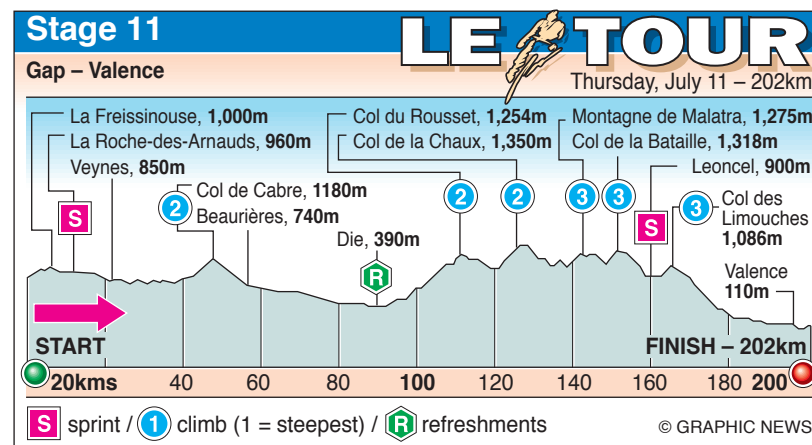 Stage 11
LE TOUR
Gap – Valence
Thursday, July 11 – 202km
La Freissinouse, 1,000m
La Roche-des-Arnauds, 960m
Veynes, 850m
Col du Rousset, 1,254m
Col de la Chaux, 1,350m
Montagne de Malatra, 1,275m
Col de la Bataille, 1,318m
Leoncel, 900m
Col de Cabre, 1180m
Beaurières, 740m
Die, 390m
Col des
Limouches
1,086m
Valence
110m
S
2
R
2
2
3
3
S
3
START
FINISH – 202km
20kms 40 60 80 100 120 140 160 180 200
S sprint / 1 climb (1 = steepest) / R refreshments
© GRAPHIC NEWS